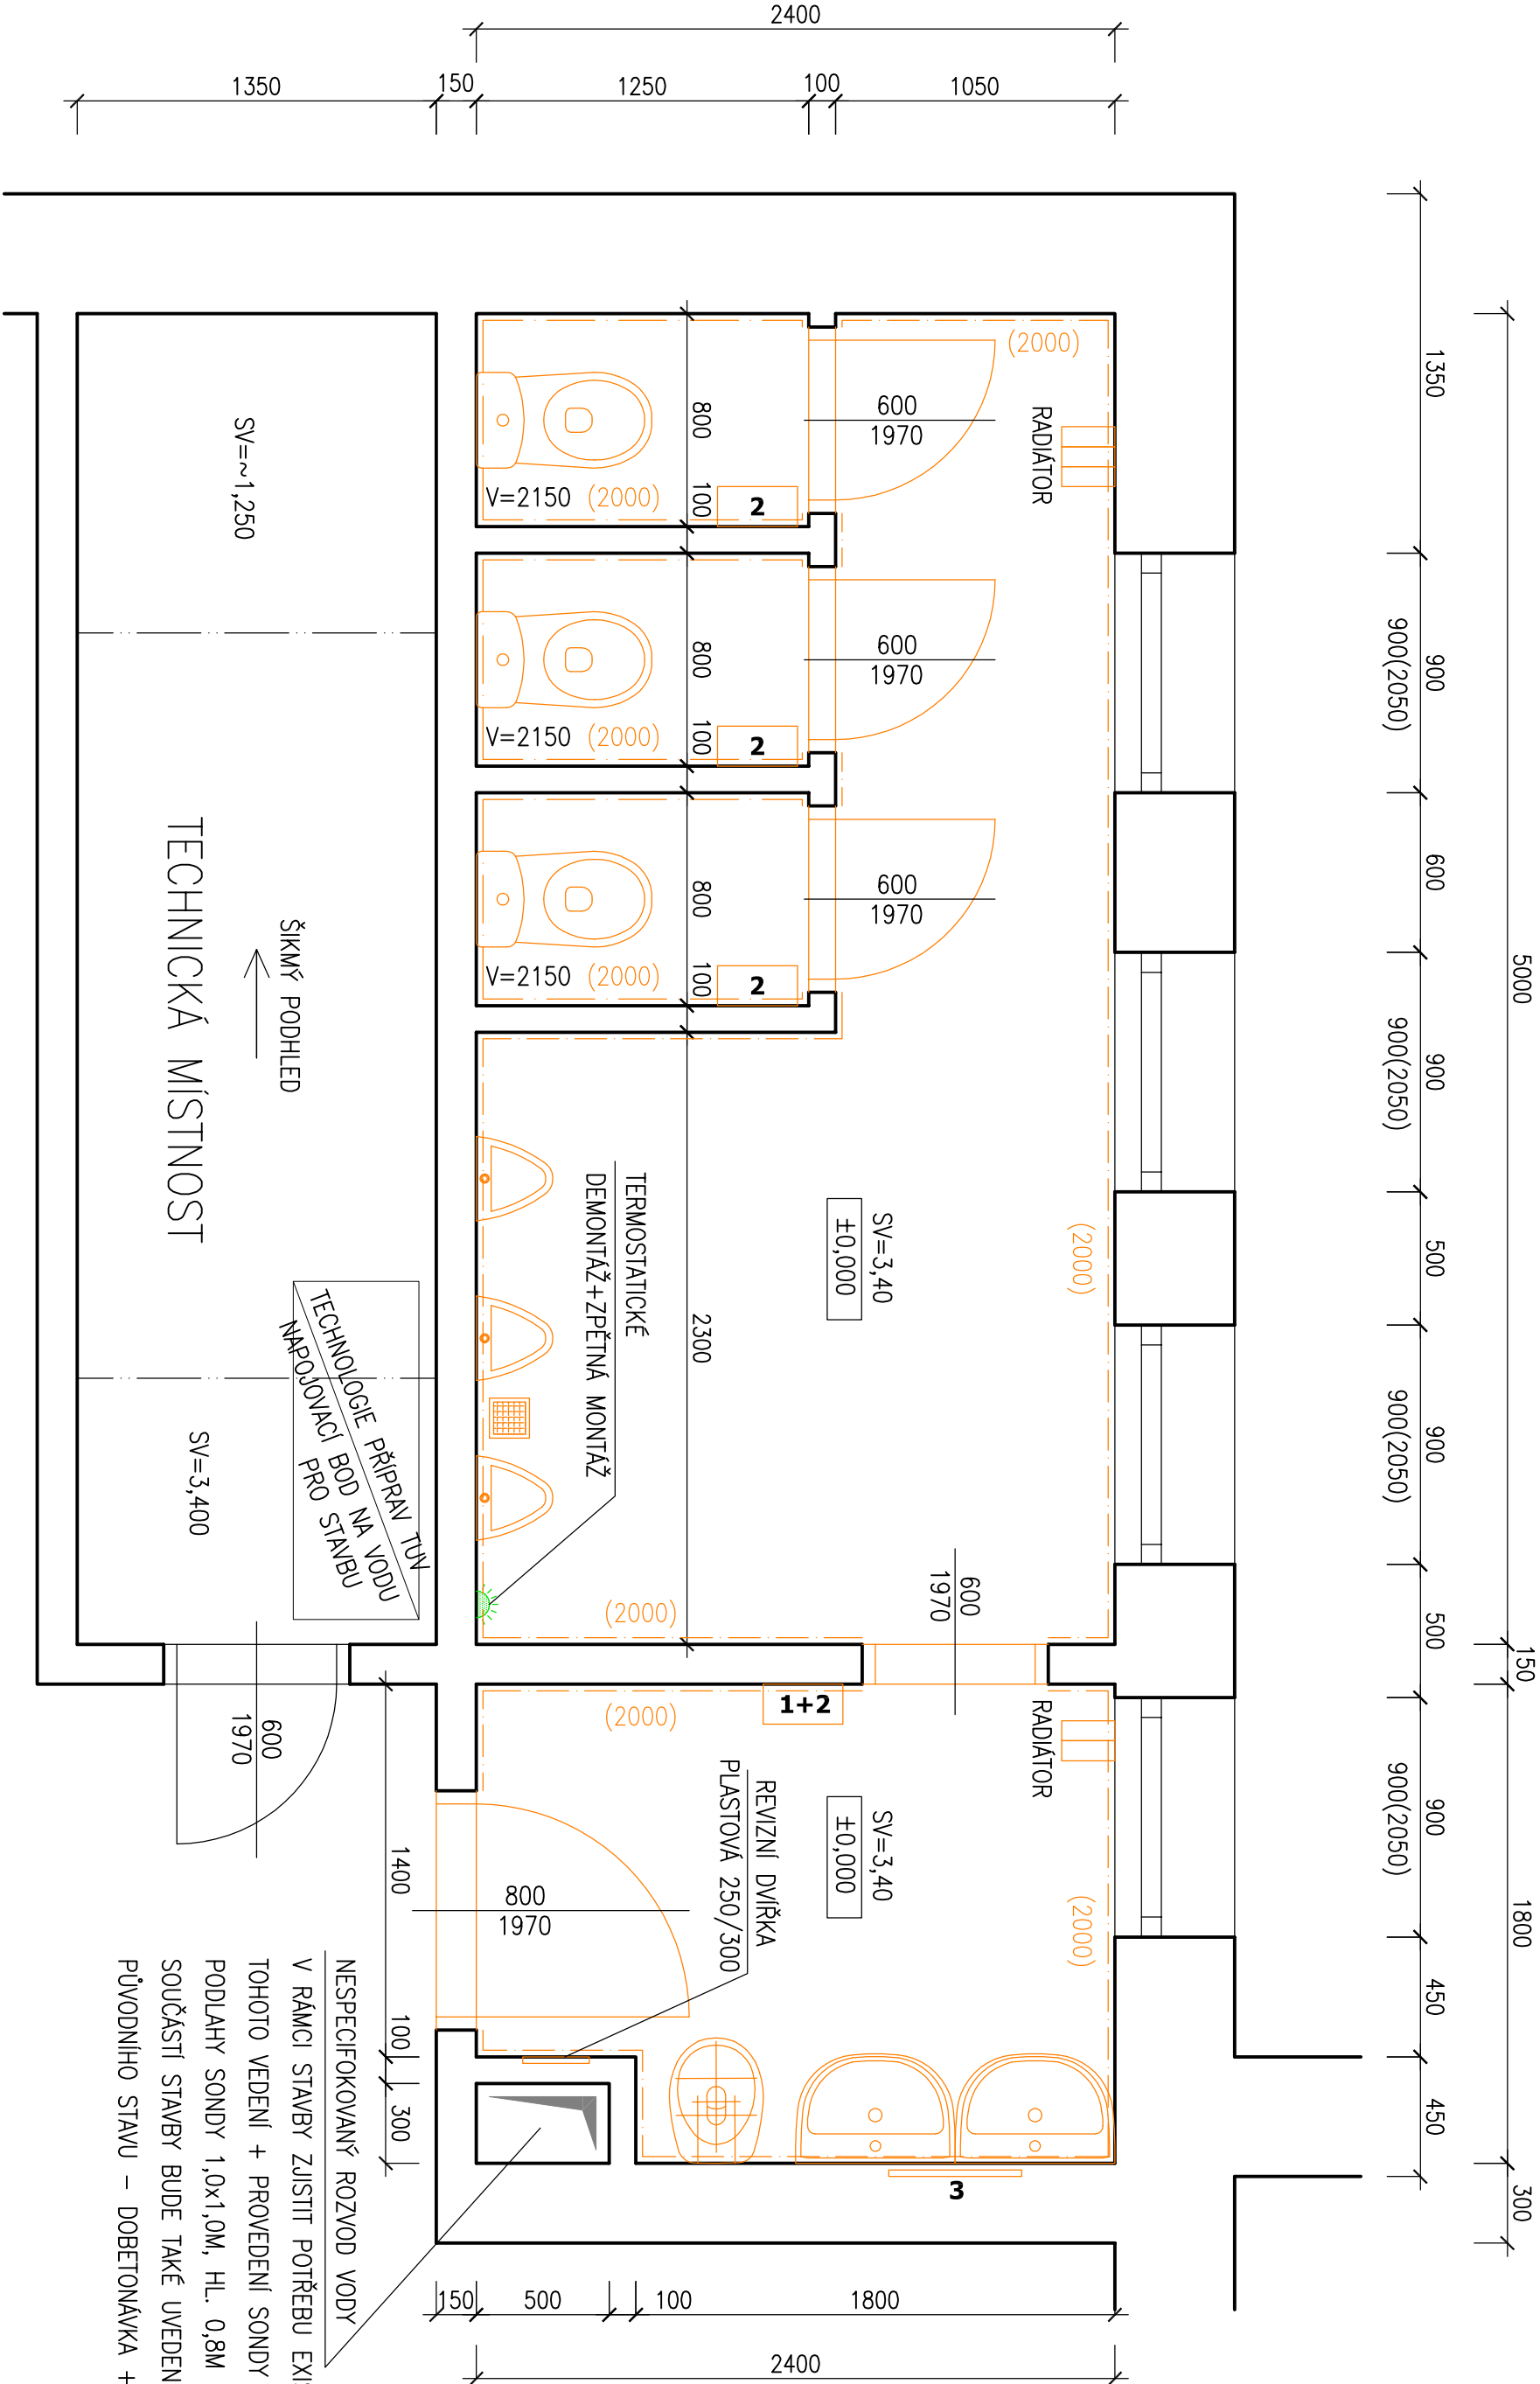 2400
1350
150
1250
100
1050
1350
900
900(2050)
600
900
900(2050)
500
900
900(2050)
500
900
900(2050)
450
450
5000
150
1800
300
(2000)
RADIÁTOR
600
1970
600
1970
600
1970
800
100
800
100
800
100
2300
V=2150 (2000)
V=2150 (2000)
V=2150 (2000)
2
2
2
SV=~1,250
ŠIKMÝ PODHLED
TECHNICKÁ MÍSTNOST
TECHNOLOGIE PŘÍPRAV TUV
NAPOJOVACÍ BOD NA VODU
PRO STAVBU
SV=3,400
600
1970
TERMOSTATICKÉ
DEMONTÁŽ+ZPĚTNÁ MONTÁŽ
SV=3,40
±0,000
(2000)
(2000)
600
1970
(2000)
1+2
RADIÁTOR
SV=3,40
±0,000
(2000)
REVIZNÍ DVÍŘKA
PLASTOVÁ 250/300
800
1970
1400
100
300
3
150
500
100
1800
2400
NESPECIFOKOVANÝ ROZVOD VODY
V RÁMCI STAVBY ZJISTIT POTŘEBU
TOHOTO VEDENÍ + PROVEDENÍ SONDY
PODLAHY SONDY 1,0x1,0M, HL. 0,8M
SOUČÁSTÍ STAVBY BUDE TAKÉ
PŮVODNÍHO STAVU - DOBETONÁVKA +